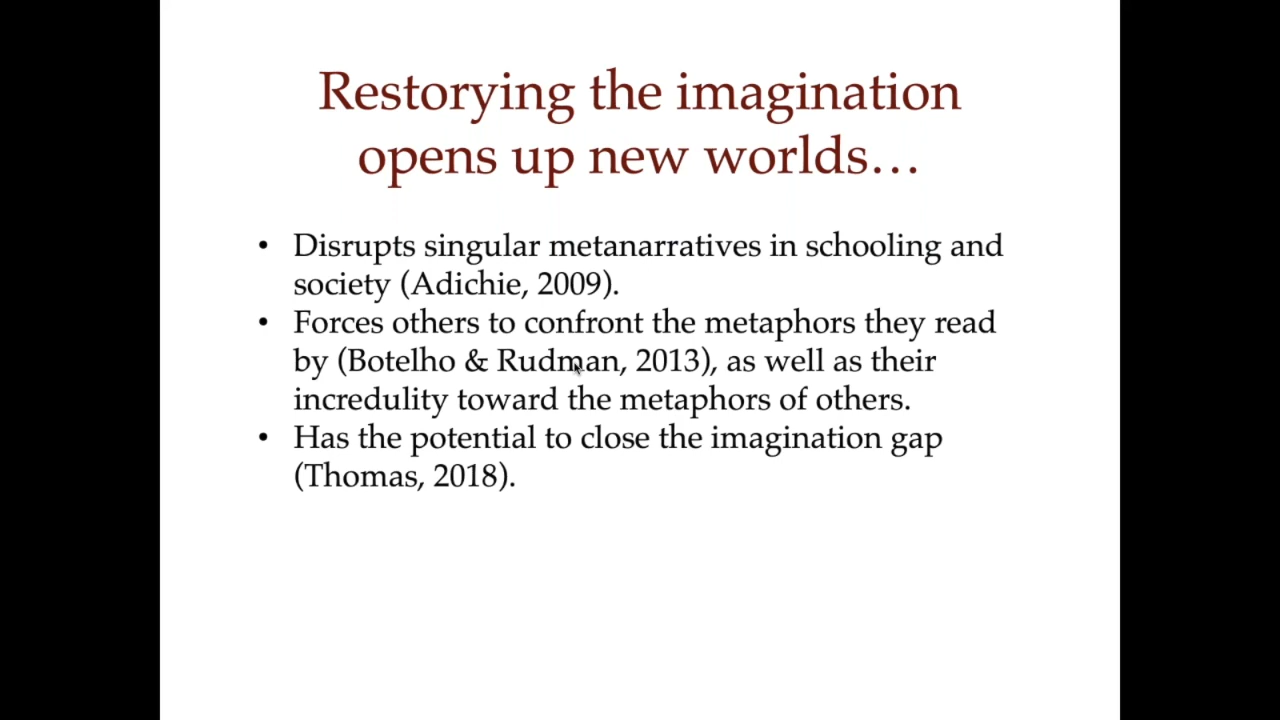 Restorying the imagination
opens up new worlds…
• Disrupts singular metanarratives in schooling and
society (Adichie, 2009).
• Forces others to confront the metaphors they read
by (Botelho & Rudman, 2013), as well as their
incredulity toward the metaphors of others.
• Has the potential to close the imagination gap
(Thomas, 2018).